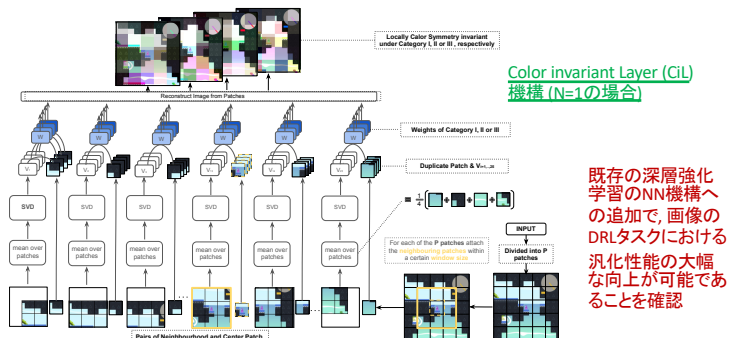 Locally Calor Symmetry invariant
under Category I, II or III , respectively
Color invariant Layer (CiL)
機構 (N=1の場合)
Reconstruct Image from Patches
W
W
W
W
W
W
Weights of Category I, II or III
Duplicate Patch & V
SVD
SVD
SVD
SVD
SVD
SVD
mean over
patches
mean over
patches
mean over
patches
mean over
patches
mean over
patches
mean over
patches
= 1/4 ( + + + )
For each of the P patches attach
the neighbouring patches within
a certain window size
INPUT
Divided into P
patches
既存の深層強化
学習のNN機構へ
の追加で, 画像の
DRLタスクにおける
汎化性能の大幅
な向上が可能であ
ることを確認
Pairs of Neighbourhood and Center Patch